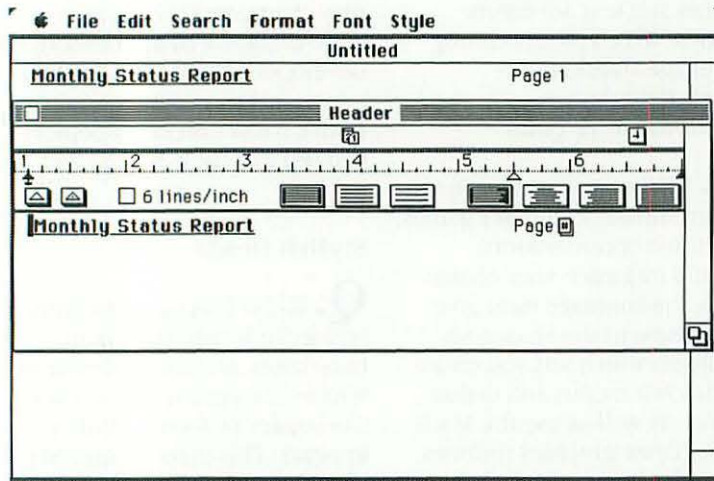 File Edit Search Format Font Style
Untitled
Monthly Status Report Page 1
Header
1 2 3 4 5 6
6 lines/inch
Monthly Status Report Page #